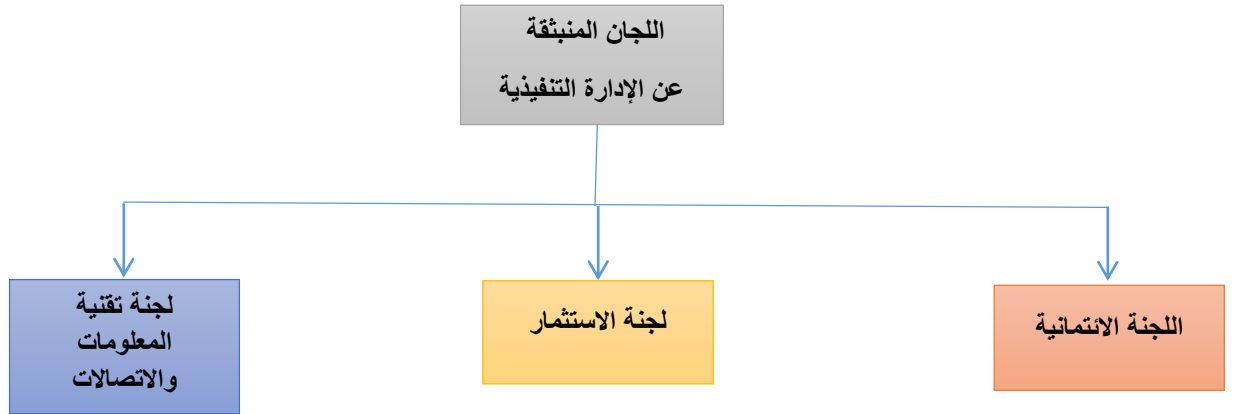 اللجان المنبثقة
عن الإدارة التنفيذية
اللجنة الائتمانية
لجنة الاستثمار
لجنة تقنية
المعلومات
والاتصالات